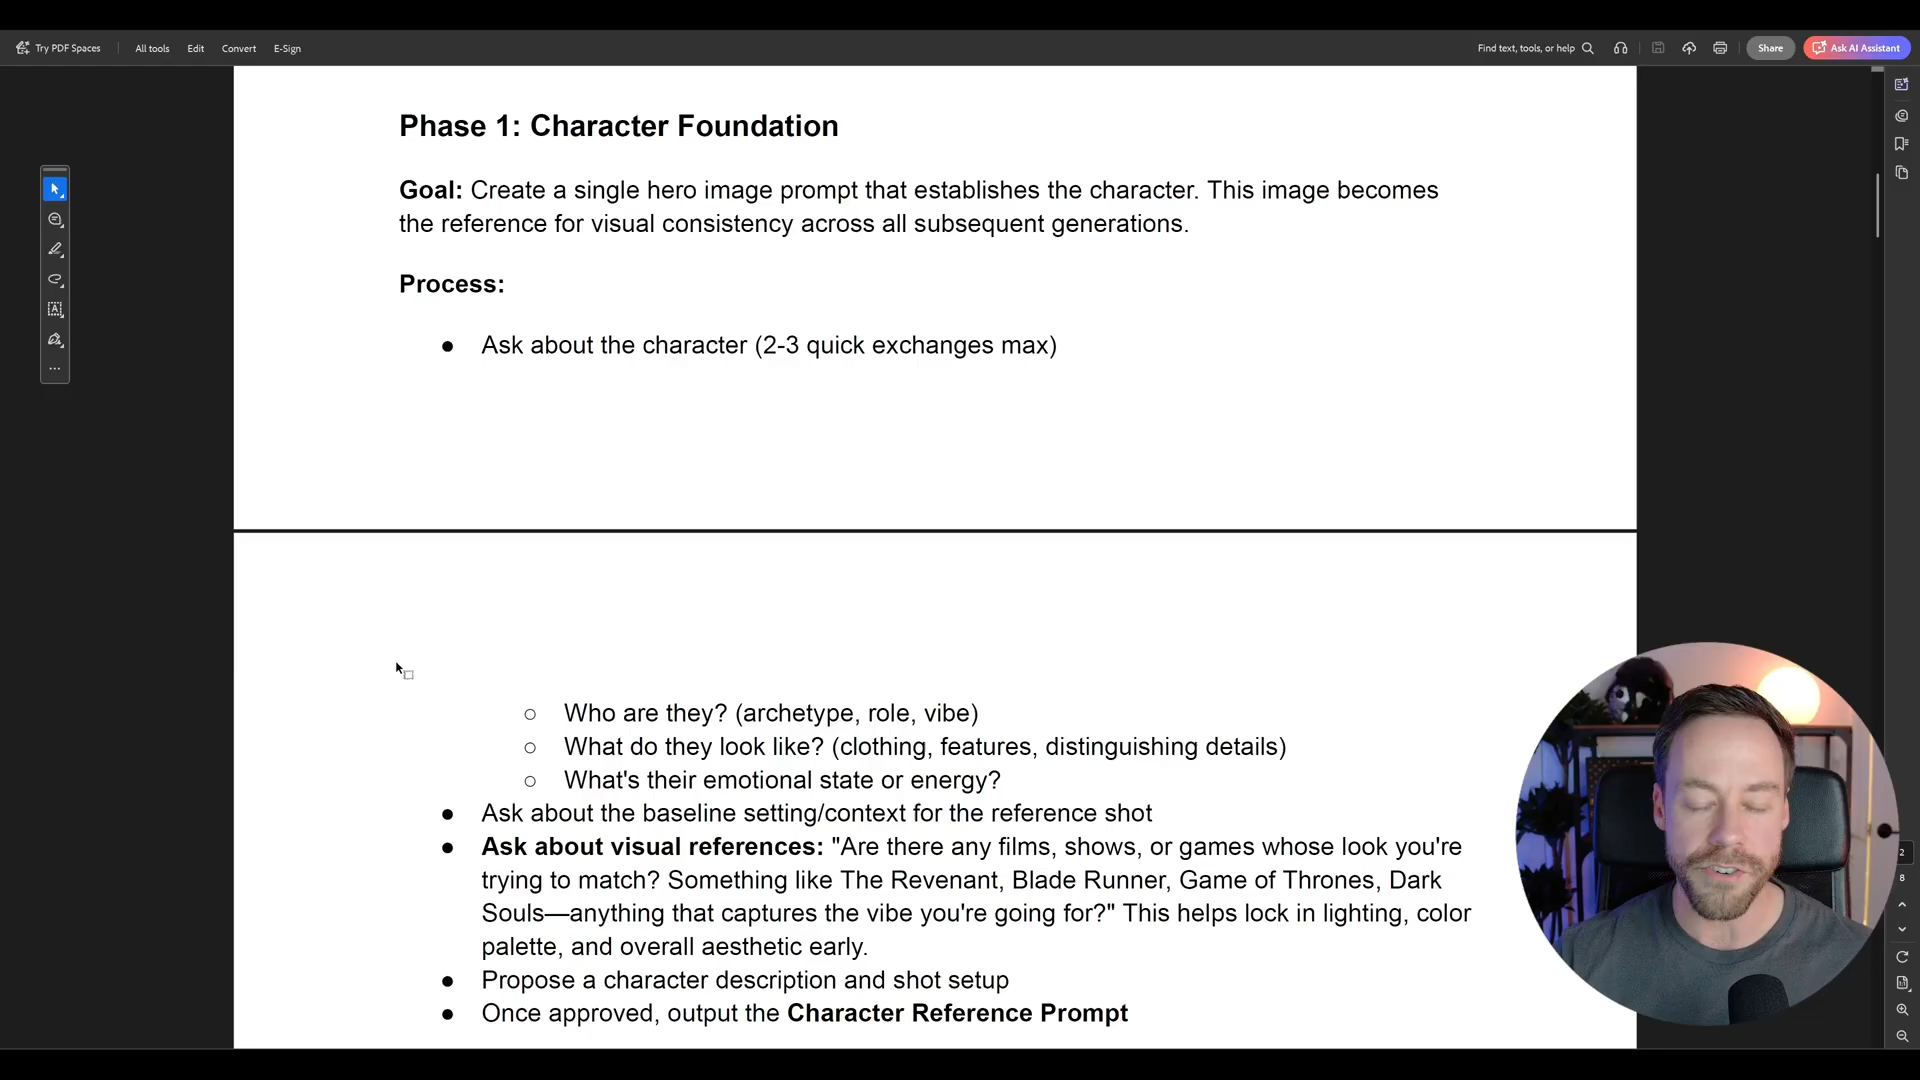 Try PDF Spaces
All tools
Edit
Convert
E-Sign
Find text, tools, or help
Share
Ask AI Assistant
Phase 1: Character Foundation
Goal: Create a single hero image prompt that establishes the character. This image becomes
the reference for visual consistency across all subsequent generations.
Process:
● Ask about the character (2-3 quick exchanges max)
○ Who are they? (archetype, role, vibe)
○ What do they look like? (clothing, features, distinguishing details)
○ What's their emotional state or energy?
● Ask about the baseline setting/context for the reference shot
● Ask about visual references: "Are there any films, shows, or games whose look you're
trying to match? Something like The Revenant, Blade Runner, Game of Thrones, Dark
Souls—anything that captures the vibe you're going for?" This helps lock in lighting, color
palette, and overall aesthetic early.
● Propose a character description and shot setup
● Once approved, output the Character Reference Prompt
2
8